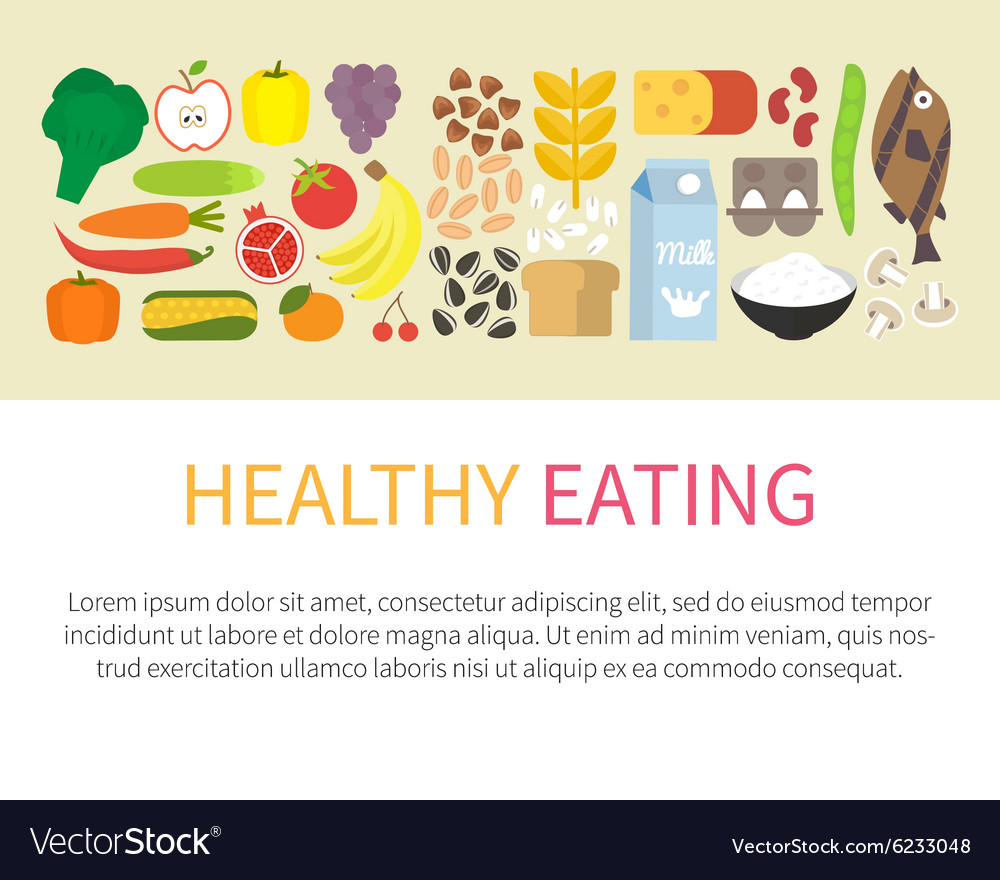 Milk
HEALTHY EATING
Lorem ipsum dolor sit amet, consectetur adipiscing elit, sed do eiusmod tempor
incididunt ut labore et dolore magna aliqua. Ut enim ad minim veniam, quis nos-
trud exercitation ullamco laboris nisi ut aliquip ex ea commodo consequat.
VectorStock®
VectorStock.com/6233048